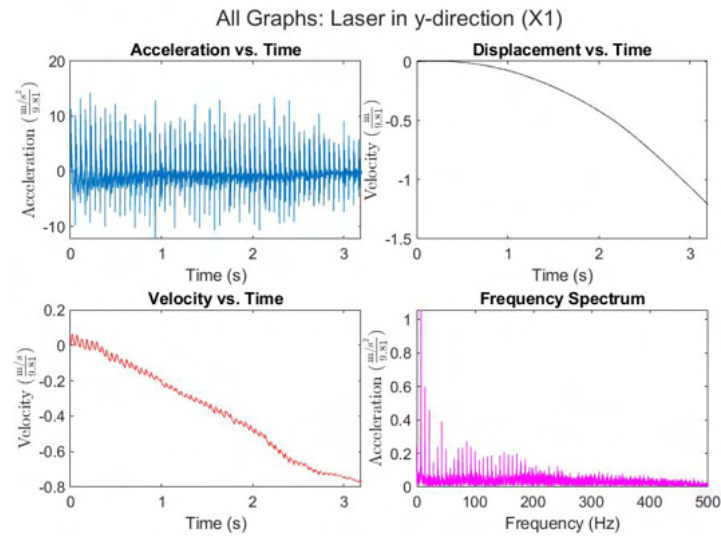 All Graphs: Laser in y-direction (X1)
Acceleration vs. Time
Acceleration (m/s²/9.81)
20
10
0
-10
0
1
2
3
Time (s)
Displacement vs. Time
Velocity (m/9.81)
0
-0.5
-1
-1.5
0
1
2
3
Time (s)
Velocity vs. Time
Velocity (m/s/9.81)
0.2
0
-0.2
-0.4
-0.6
-0.8
0
1
2
3
Time (s)
Frequency Spectrum
Acceleration (m/s²/9.81)
1
0.8
0.6
0.4
0.2
0
0
100
200
300
400
500
Frequency (Hz)